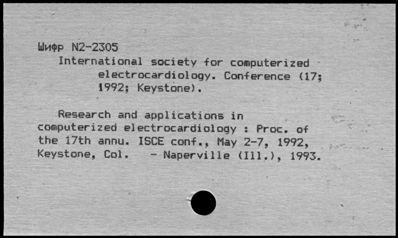 Шифр N2-2305
International society for computerized
electrocardiology. Conference (17;
1992; Keystone).
Research and applications in
computerized electrocardiology : Proc. of
the 17th annu. ISCE conf., May 2-7, 1992,
Keystone, Col. - Naperville (Ill.), 1993.